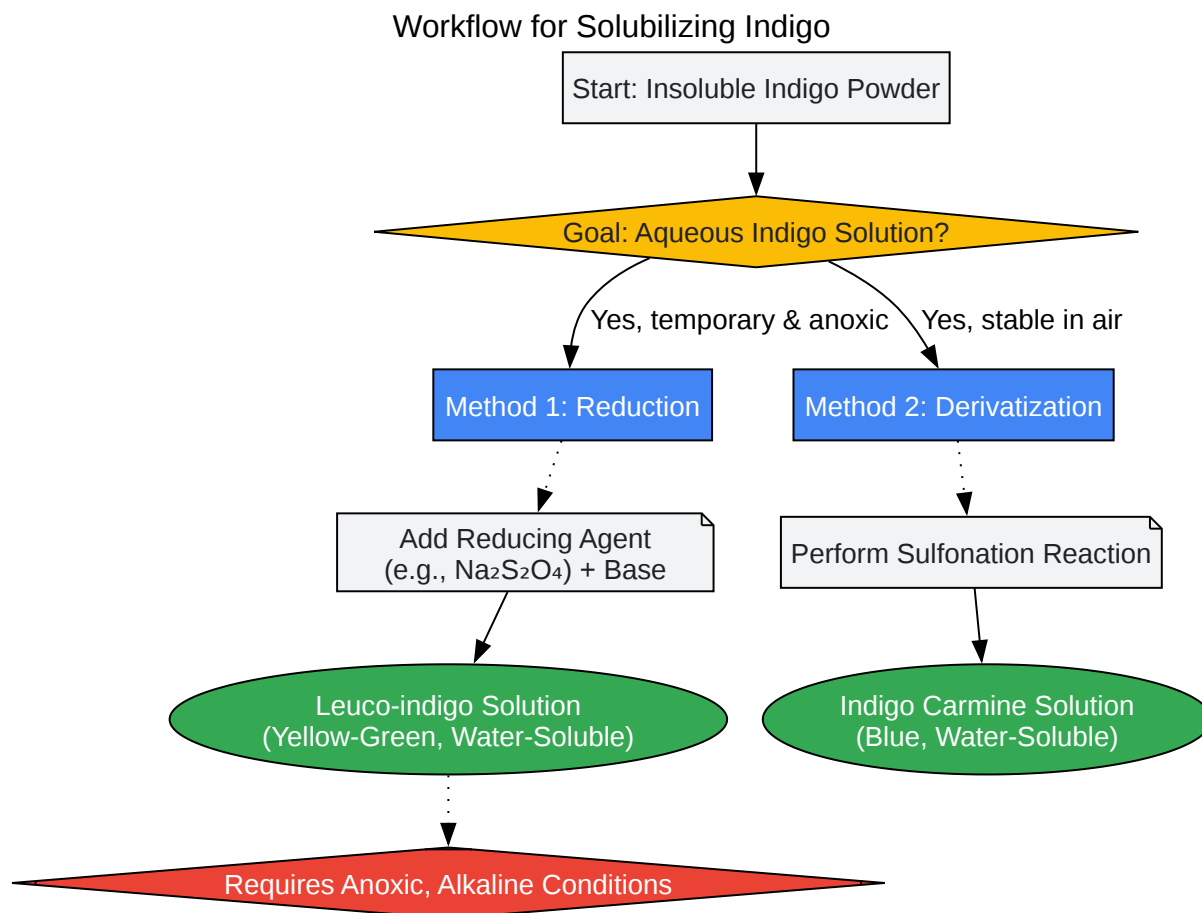 Workflow for Solubilizing Indigo
Start: Insoluble Indigo Powder
Goal: Aqueous Indigo Solution?
Yes, temporary & anoxic
Yes, stable in air
Method 1: Reduction
Method 2: Derivatization
Add Reducing Agent
(e.g., Na₂S₂O₄) + Base
Perform Sulfonation Reaction
Leuco-indigo Solution
(Yellow-Green, Water-Soluble)
Indigo Carmine Solution
(Blue, Water-Soluble)
Requires Anoxic, Alkaline Conditions